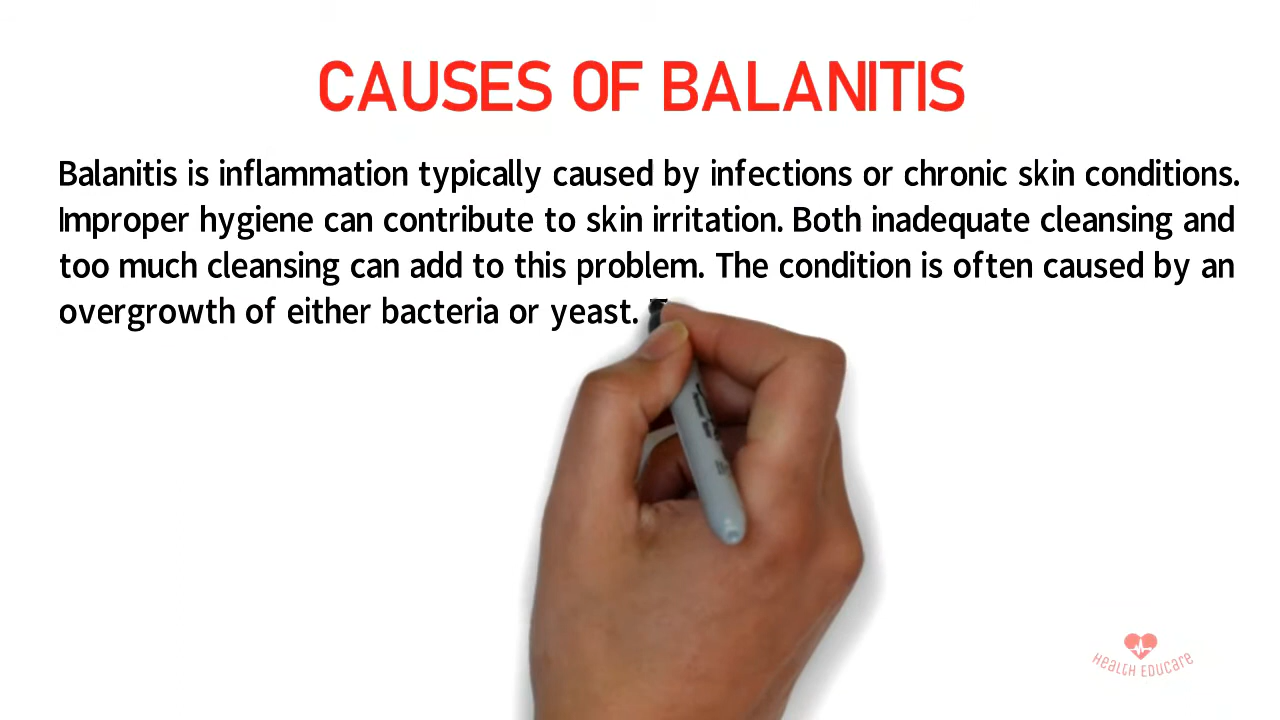 CAUSES OF BALANITIS
Balanitis is inflammation typically caused by infections or chronic skin conditions.
Improper hygiene can contribute to skin irritation. Both inadequate cleansing and
too much cleansing can add to this problem. The condition is often caused by an
overgrowth of either bacteria or yeast.
HEALTH EDUCARE